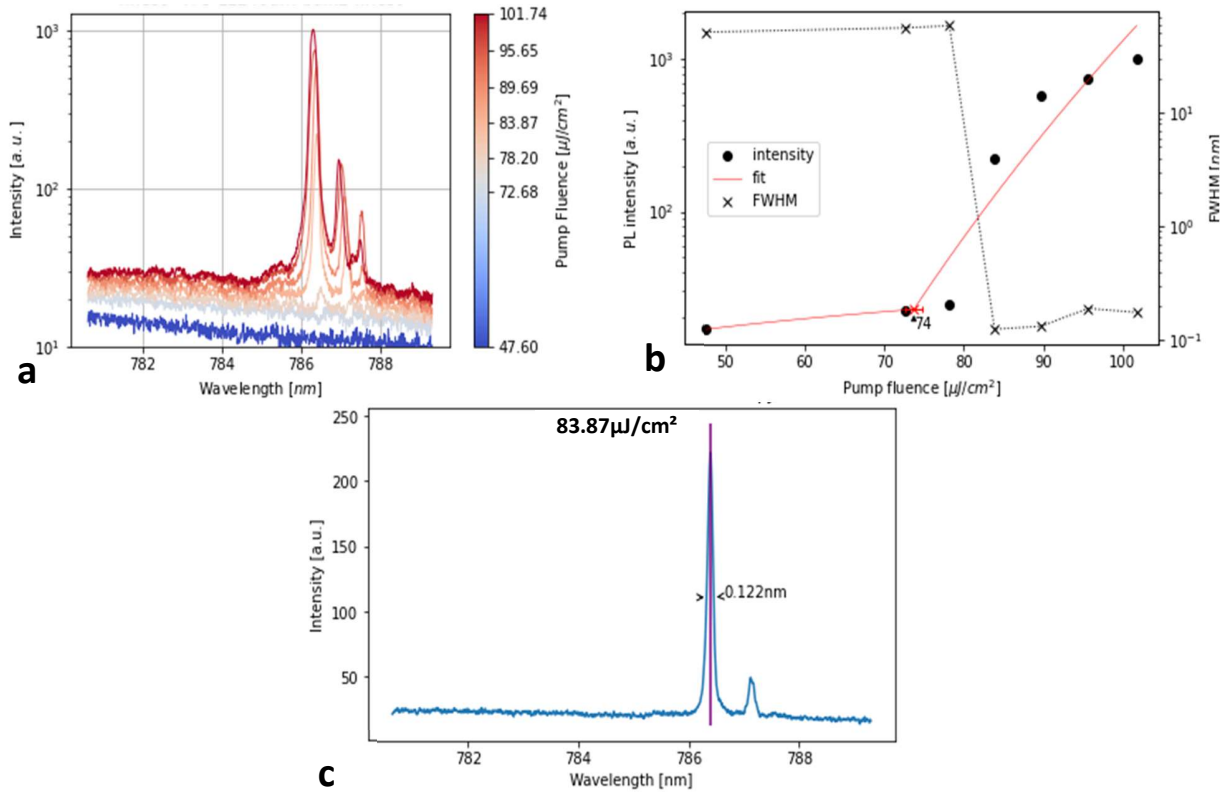 Intensity [a.u.]
10³
10²
10¹
782
784
786
788
Wavelength [nm]
a
101.74
95.65
89.69
83.87
78.20
72.68
47.60
Pump Fluence [μJ/cm²]
PL intensity [a. u.]
10³
10²
intensity
fit
FWHM
74
50
60
70
80
90
100
Pump fluence [μJ/cm²]
10¹
10⁰
10⁻¹
FWHM [nm]
b
83.87μJ/cm²
Intensity [a.u.]
250
200
150
100
50
0.122nm
782
784
786
788
Wavelength [nm]
c